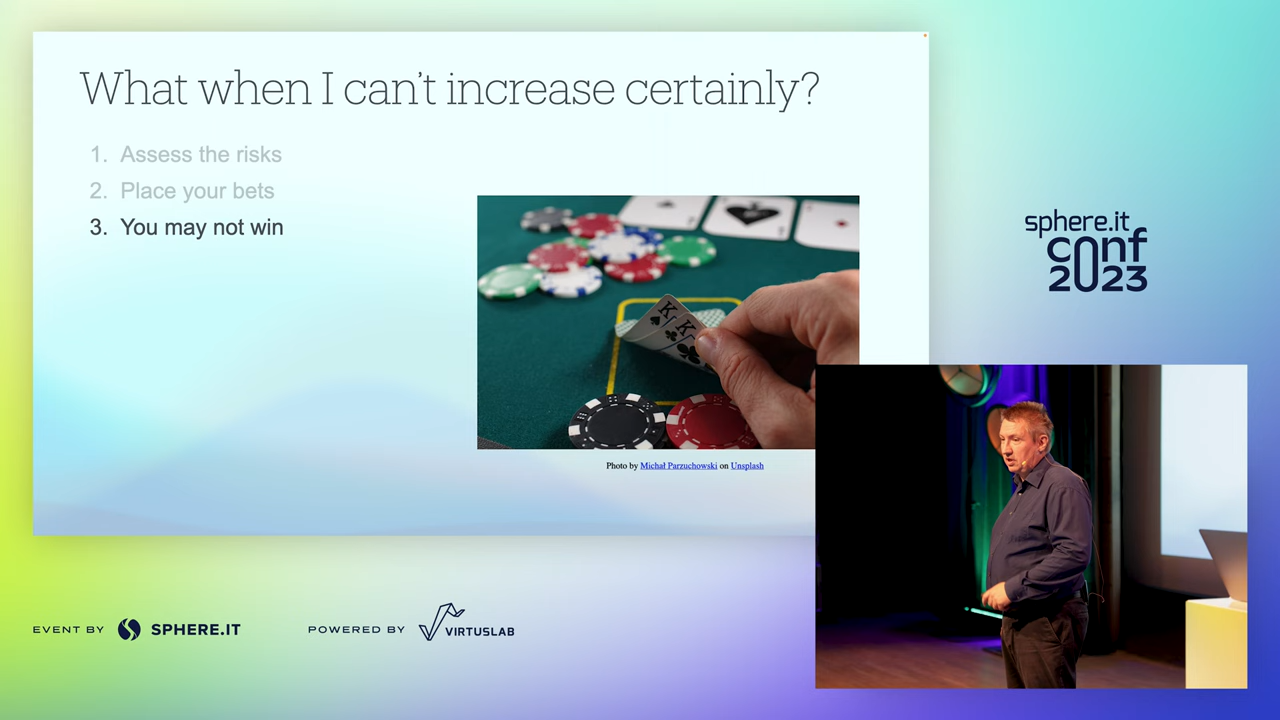 What when I can't increase certainly?
1. Assess the risks
2. Place your bets
3. You may not win
K
K
Photo by Michał Parzuchowski on Unsplash
sphere.it
conf
2023
EVENT BY SPHERE.IT
POWERED BY VIRTUSLAB